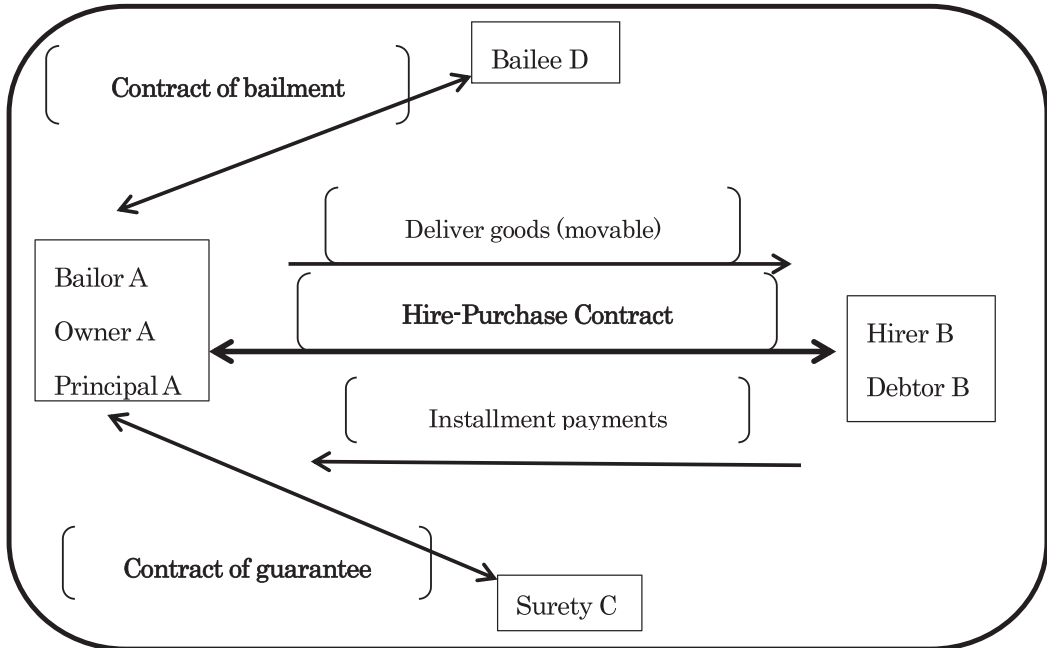 Contract of bailment
Bailee D
Deliver goods (movable)
Bailor A
Owner A
Principal A
Hire-Purchase Contract
Hirer B
Debtor B
Installment payments
Contract of guarantee
Surety C